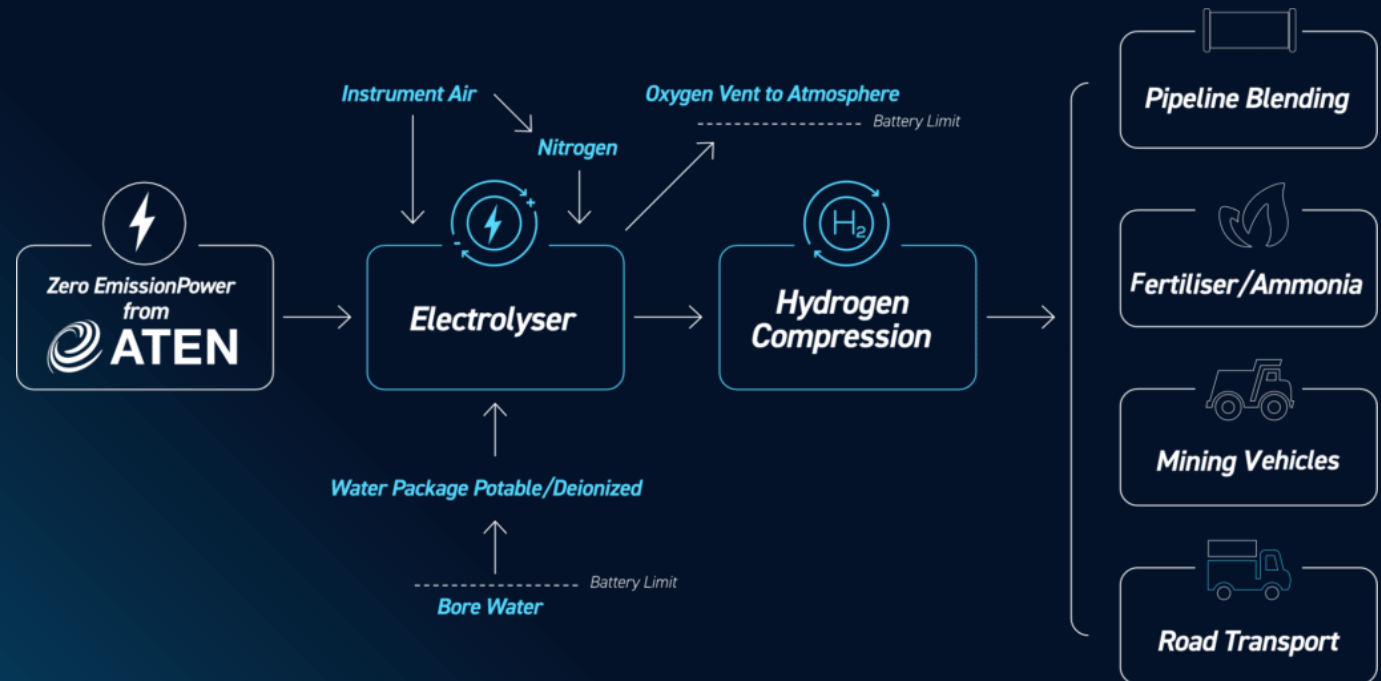 Instrument Air
Oxygen Vent to Atmosphere
Battery Limit
Nitrogen
Zero EmissionPower
from
ATEN
- +
Electrolyser
H2
Hydrogen
Compression
Water Package Potable/Deionized
Battery Limit
Bore Water
Pipeline Blending
Fertiliser/Ammonia
Mining Vehicles
Road Transport